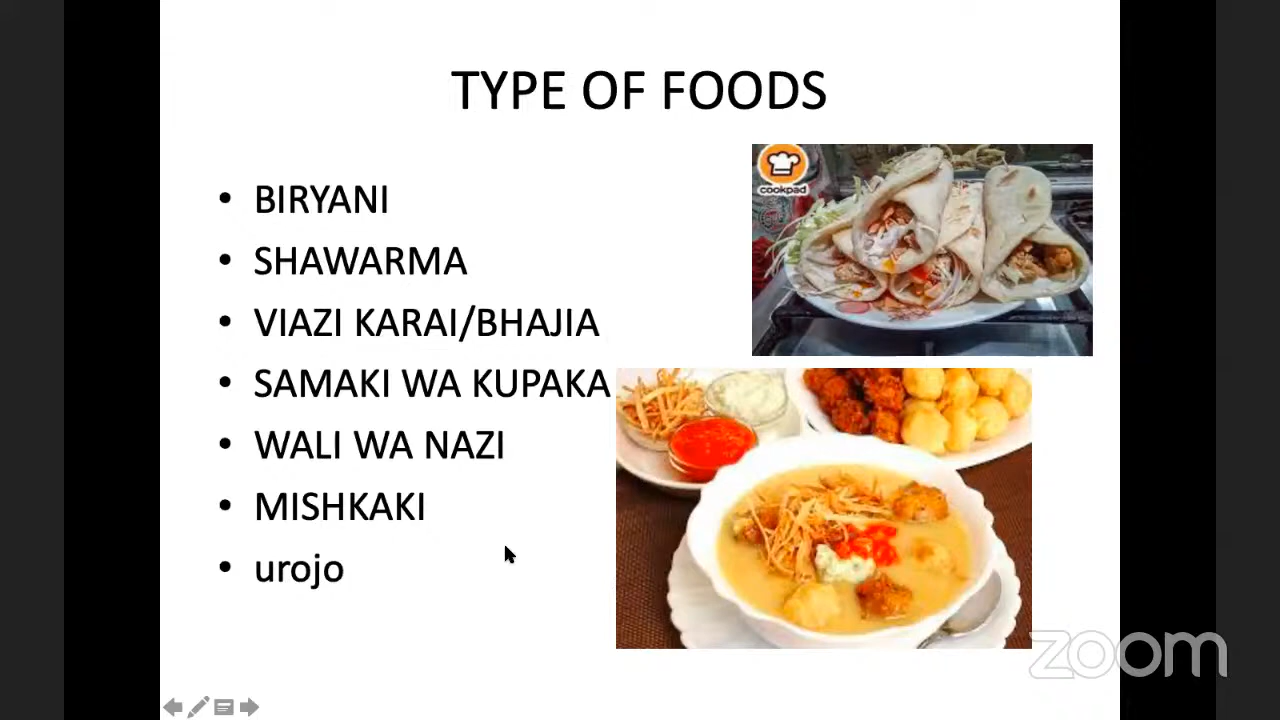 TYPE OF FOODS
• BIRYANI
• SHAWARMA
• VIAZI KARAI/BHAJIA
• SAMAKI WA KUPAKA
• WALI WA NAZI
• MISHKAKI
• urojo
cookpad
zoom